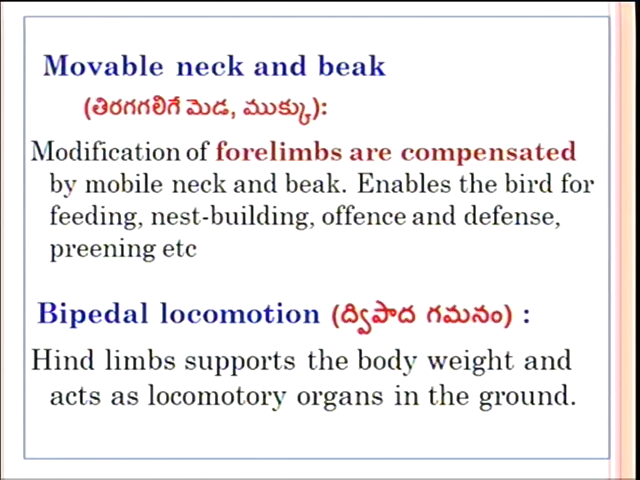 Movable neck and beak
(తిరగగలిగే మెడ, ముక్కు):
Modification of forelimbs are compensated
by mobile neck and beak. Enables the bird for
feeding, nest-building, offence and defense,
preening etc
Bipedal locomotion (ద్విపాద గమనం) :
Hind limbs supports the body weight and
acts as locomotory organs in the ground.